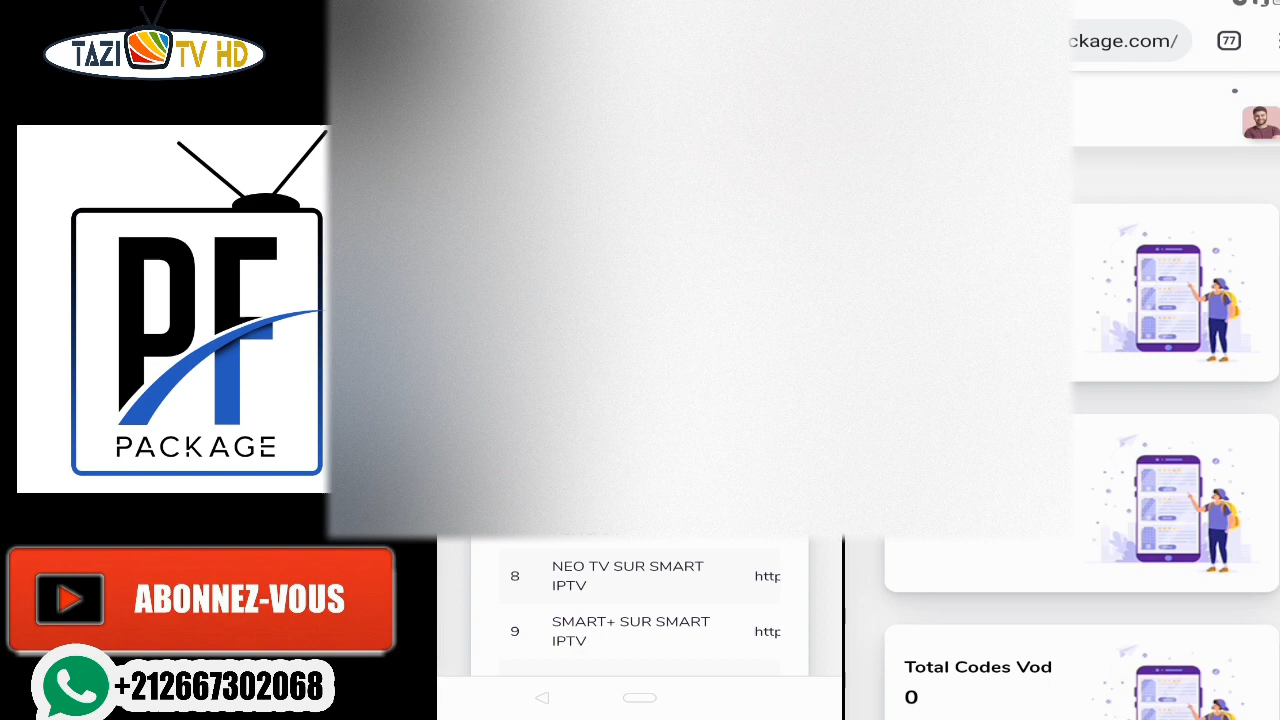 TAZI TV HD
ckage.com/
77
PF
PACKAGE
ABONNEZ-VOUS
+212667302068
8 NEO TV SUR SMART IPTV http
9 SMART+ SUR SMART IPTV http
Total Codes Vod
0